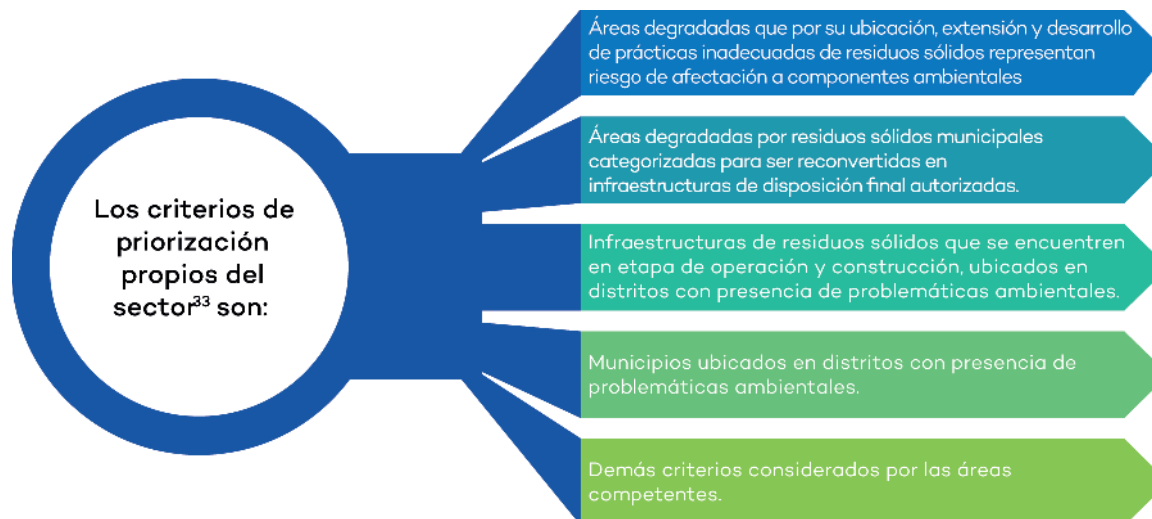 Los criterios de
priorización
propios del
sector³³ son:
Áreas degradadas que por su ubicación, extensión y desarrollo
de prácticas inadecuadas de residuos sólidos representan
riesgo de afectación a componentes ambientales
Áreas degradadas por residuos sólidos municipales
categorizadas para ser reconvertidas en
infraestructuras de disposición final autorizadas.
Infraestructuras de residuos sólidos que se encuentren
en etapa de operación y construcción, ubicados en
distritos con presencia de problemáticas ambientales.
Municipios ubicados en distritos con presencia de
problemáticas ambientales.
Demás criterios considerados por las áreas
competentes.